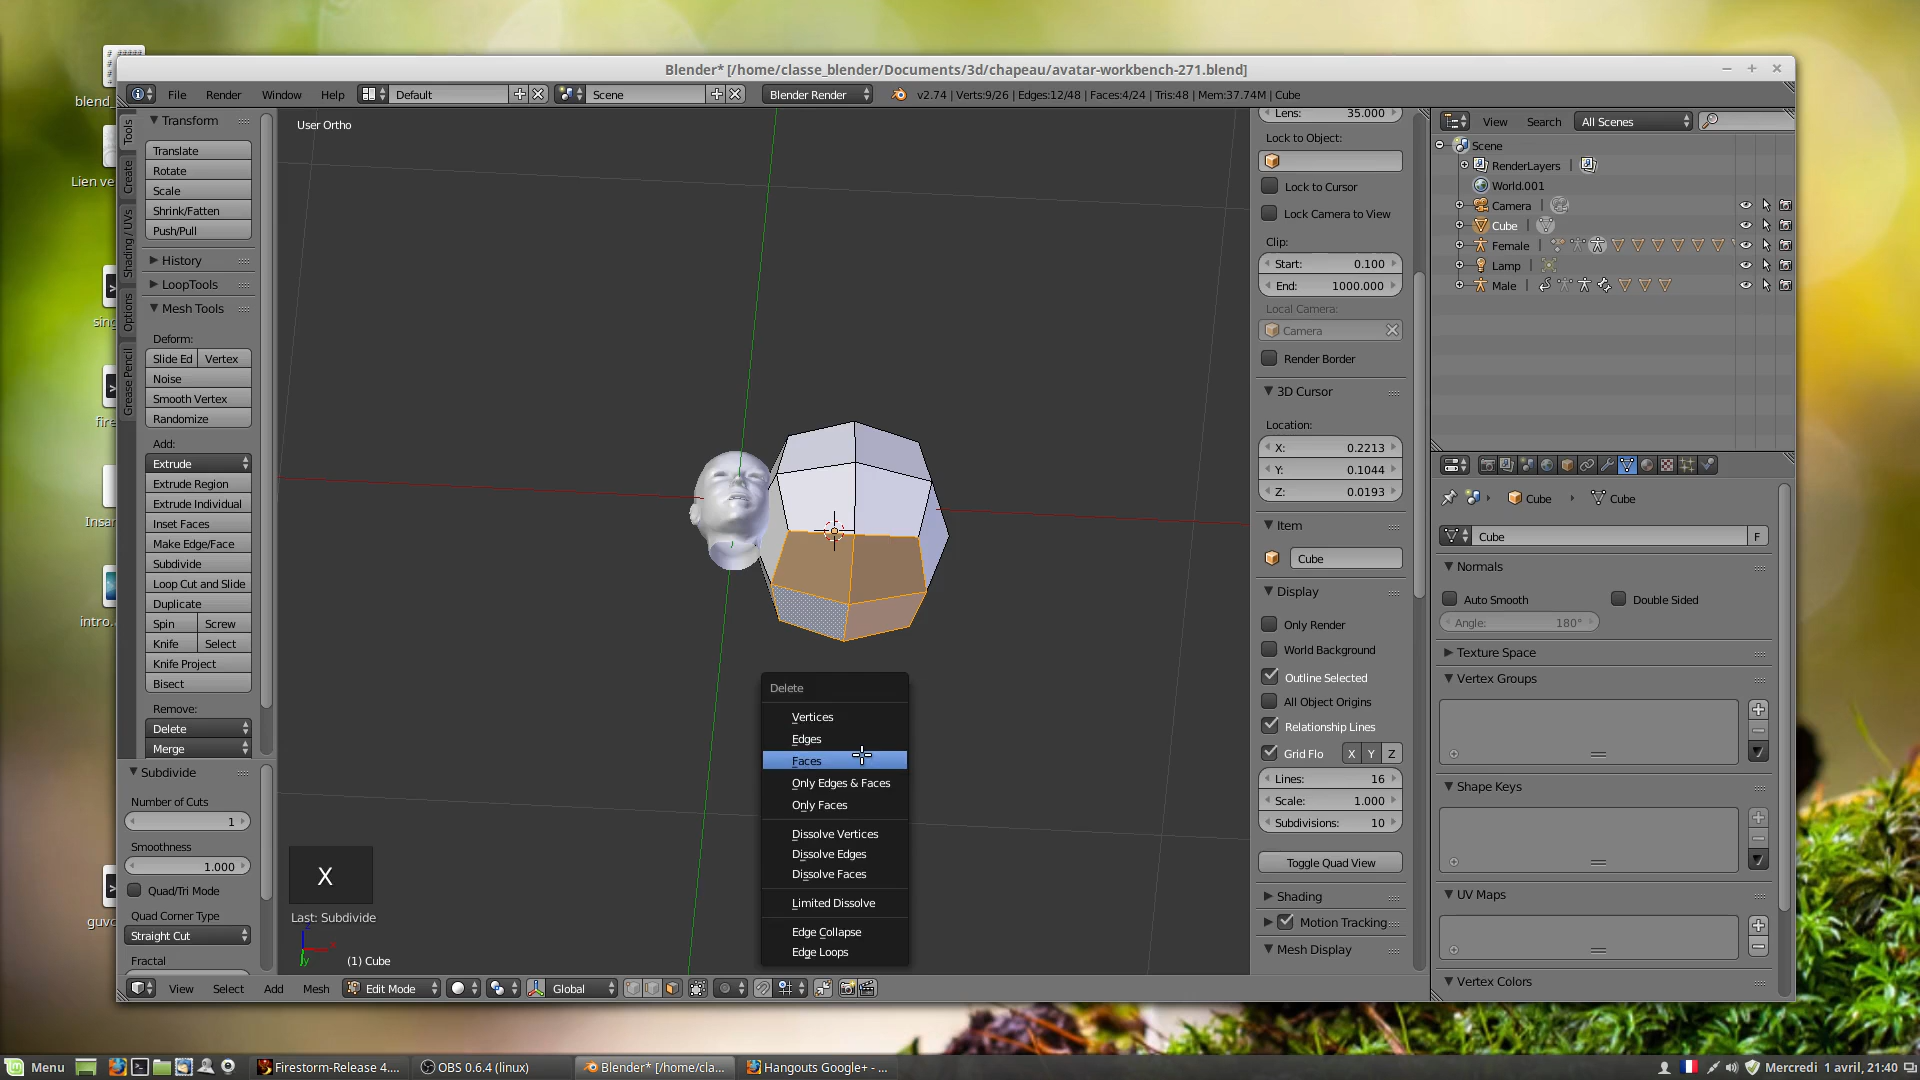 blend_
Lien ve
sing
fire
Insar
intro.
guvc
Blender* [/home/classe_blender/Documents/3d/chapeau/avatar-workbench-271.blend]
File Render Window Help Default Scene Blender Render v2.74 | Verts:9/26 | Edges:12/48 | Faces:4/24 | Tris:48 | Mem:37.74M | Cube
Tools
Create
Shading / UVs
Options
Grease Pencil
Transform
Translate
Rotate
Scale
Shrink/Fatten
Push/Pull
History
LoopTools
Mesh Tools
Deform:
Slide Ed Vertex
Noise
Smooth Vertex
Randomize
Add:
Extrude
Extrude Region
Extrude Individual
Inset Faces
Make Edge/Face
Subdivide
Loop Cut and Slide
Duplicate
Spin Screw
Knife Select
Knife Project
Bisect
Remove:
Delete
Merge
Subdivide
Number of Cuts
1
Smoothness
1.000
Quad/Tri Mode
Quad Corner Type
Straight Cut
Fractal
User Ortho
X
Last: Subdivide
z
y
(1) Cube
Delete
Vertices
Edges
Faces
Only Edges & Faces
Only Faces
Dissolve Vertices
Dissolve Edges
Dissolve Faces
Limited Dissolve
Edge Collapse
Edge Loops
View Select Add Mesh Edit Mode Global
Lens: 35.000
Lock to Object:
Lock to Cursor
Lock Camera to View
Clip:
Start: 0.100
End: 1000.000
Local Camera:
Camera
Render Border
3D Cursor
Location:
X: 0.2213
Y: 0.1044
Z: 0.0193
Item
Cube
Display
Only Render
World Background
Outline Selected
All Object Origins
Relationship Lines
Grid Flo X Y Z
Lines: 16
Scale: 1.000
Subdivisions: 10
Toggle Quad View
Shading
Motion Tracking
Mesh Display
View Search All Scenes
Scene
RenderLayers |
World.001
Camera |
Cube |
Female |
Lamp |
Male |
Cube Cube
Cube F
Normals
Auto Smooth Double Sided
Angle: 180°
Texture Space
Vertex Groups
Shape Keys
UV Maps
Vertex Colors
Menu Firestorm-Release 4.... OBS 0.6.4 (linux) Blender* [/home/cla... Hangouts Google+ - ... Mercredi 1 avril, 21:40